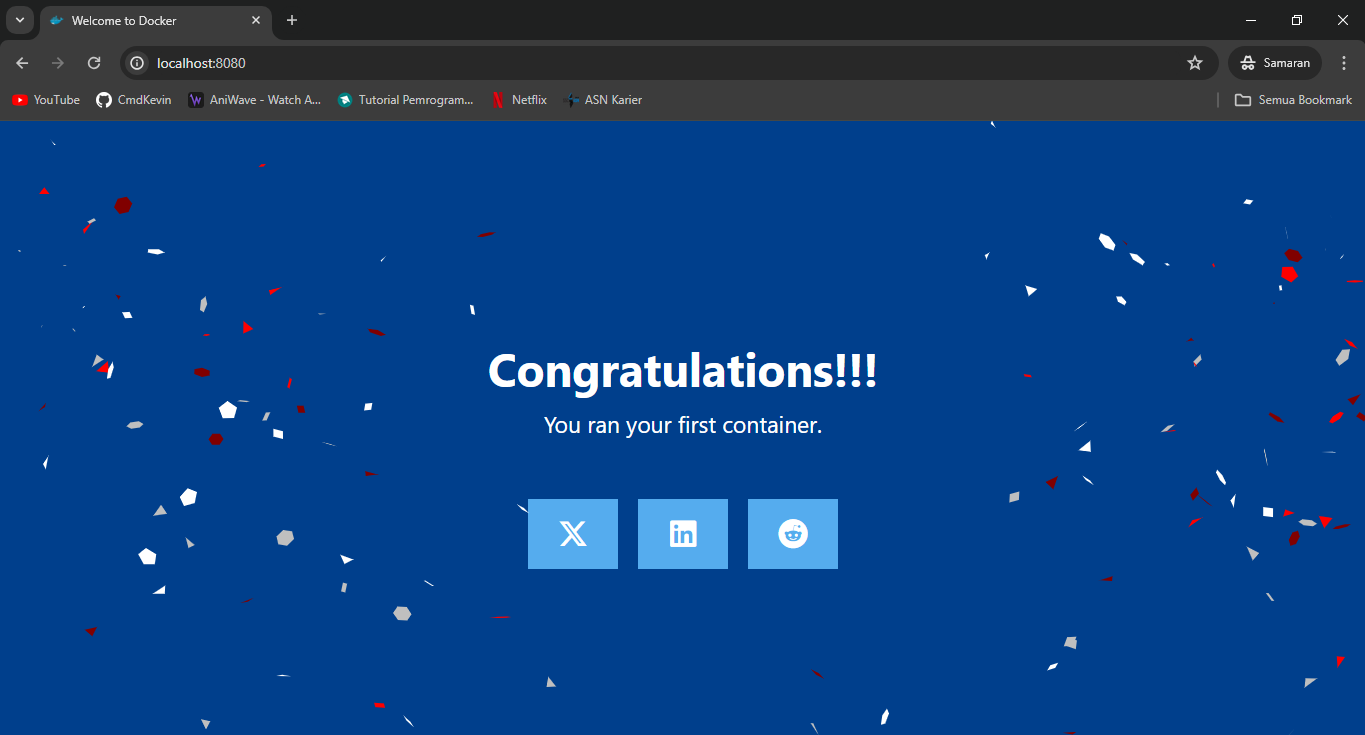 Welcome to Docker
localhost:8080
Samaran
YouTube
CmdKevin
AniWave - Watch A...
Tutorial Pemrogram...
Netflix
ASN Karier
Semua Bookmark
Congratulations!!!
You ran your first container.
X
in